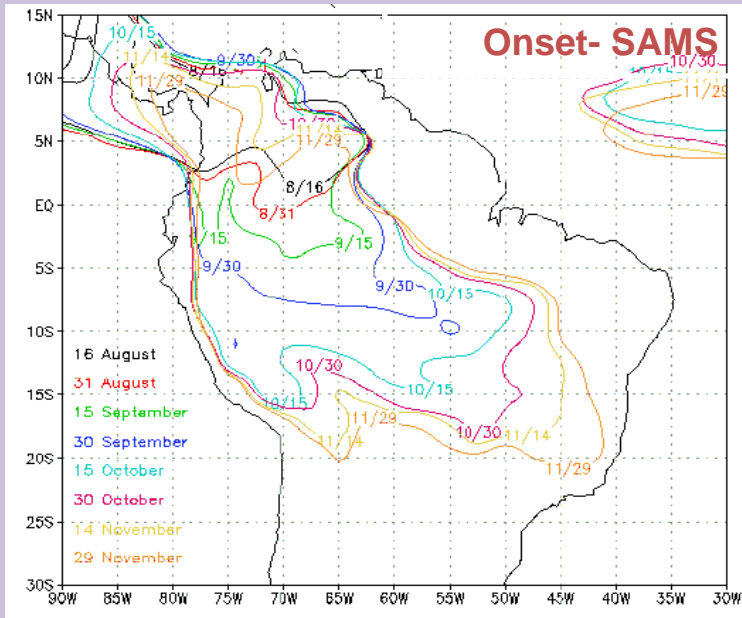 Onset- SAMS
15N
10N
5N
EQ
5S
10S
15S
20S
25S
30S
90W 85W 80W 75W 70W 65W 60W 55W 50W 45W 40W 35W 30W
10/15
11/14
11/29
8/16
9/30
10/30
11/29
11/14
11/29
8/16
8/31
9/15
9/30
9/30
10/15
10/30
10/15
10/15
10/30
11/14
11/29
11/14
11/29
16 August
31 August
15 September
30 September
15 October
30 October
14 November
29 November